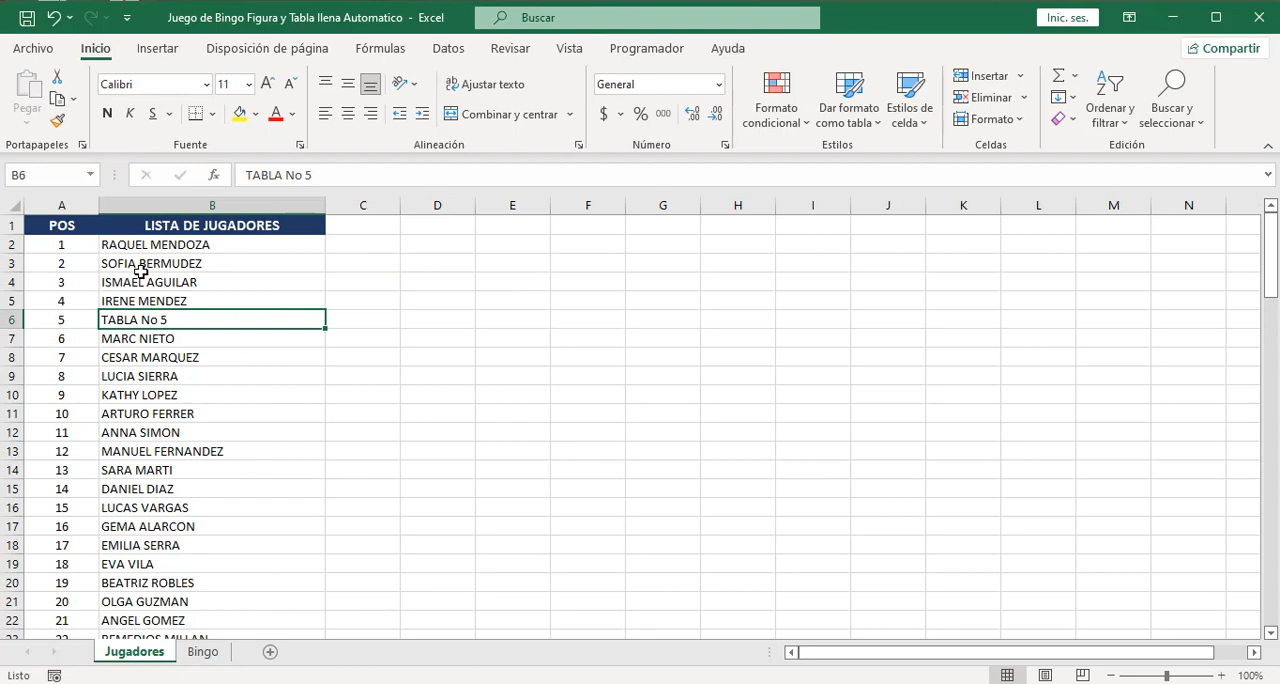 Juego de Bingo Figura y Tabla llena Automatico - Excel
Buscar
Inic. ses.
Archivo Inicio Insertar Disposición de página Fórmulas Datos Revisar Vista Programador Ayuda
Compartir
Pegar
Calibri 11
N K S
Ajustar texto
Combinar y centrar
General
$ % 000
Formato condicional
Dar formato como tabla
Estilos de celda
Insertar
Eliminar
Formato
Ordenar y filtrar
Buscar y seleccionar
Portapapeles Fuente Alineación Número Estilos Celdas Edición
B6 fx TABLA No 5
A B C D E F G H I J K L M N
1 POS LISTA DE JUGADORES
2 1 RAQUEL MENDOZA
3 2 SOFIA BERMUDEZ
4 3 ISMAEL AGUILAR
5 4 IRENE MENDEZ
6 5 TABLA No 5
7 6 MARC NIETO
8 7 CESAR MARQUEZ
9 8 LUCIA SIERRA
10 9 KATHY LOPEZ
11 10 ARTURO FERRER
12 11 ANNA SIMON
13 12 MANUEL FERNANDEZ
14 13 SARA MARTI
15 14 DANIEL DIAZ
16 15 LUCAS VARGAS
17 16 GEMA ALARCON
18 17 EMILIA SERRA
19 18 EVA VILA
20 19 BEATRIZ ROBLES
21 20 OLGA GUZMAN
22 21 ANGEL GOMEZ
23 22 REMEDIOS MILLAN
Jugadores Bingo
Listo
100%